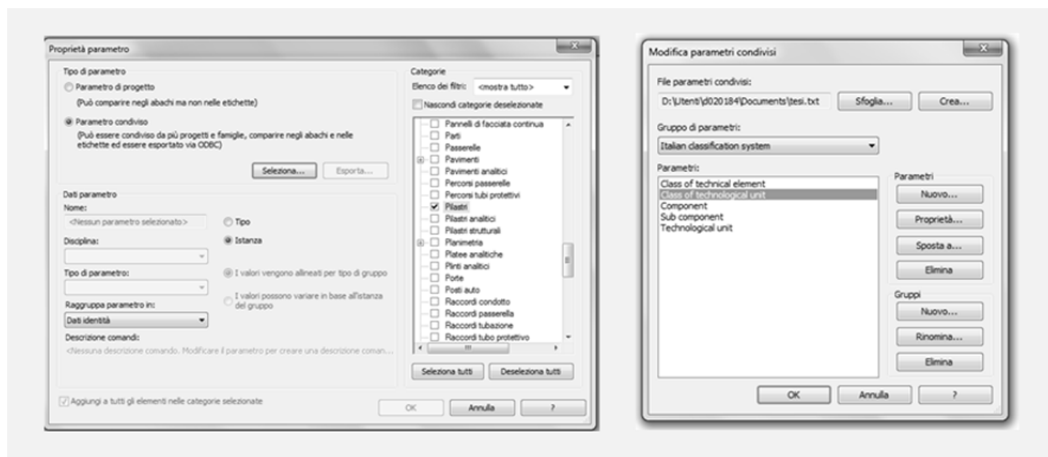 Proprietà parametro
Tipo di parametro
Parametro di progetto
(Può comparire negli abachi ma non nelle etichette)
Parametro condiviso
(Può essere condiviso da più progetti e famiglie, comparire negli abachi e nelle
etichette ed essere esportato via ODBC)
Seleziona... Esporta...
Dati parametro
Nome:
<Nessun parametro selezionato>
Tipo
Disciplina:
Istanza
Tipo di parametro:
I valori vengono allineati per tipo di gruppo
I valori possono variare in base all'istanza
del gruppo
Raggruppa parametro in:
Dati identità
Descrizione comandi:
<Nessuna descrizione comando. Modificare il parametro per creare una descrizione coman...
Aggiungi a tutti gli elementi nelle categorie selezionate
Categorie
Elenco dei filtri: <mostra tutto>
Nascondi categorie deselezionate
Pannelli di facciata continua
Parti
Passerelle
Pavimenti
Pavimenti analitici
Percorsi passerelle
Percorsi tubi protettivi
Pilastri
Pilastri analitici
Pilastri strutturali
Planimetria
Platee analitiche
Plinti analitici
Porte
Posti auto
Raccordi condotto
Raccordi passerella
Raccordi tubazione
Raccordi tubo protettivo
Seleziona tutti Deseleziona tutti
OK Annulla ?
Modifica parametri condivisi
File parametri condivisi:
D:\Utenti\d020184\Documents\tesi.txt Sfoglia... Crea...
Gruppo di parametri:
Italian classification system
Parametri:
Class of technical element
Class of technological unit
Component
Sub component
Technological unit
Parametri
Nuovo...
Proprietà...
Sposta a...
Elimina
Gruppi
Nuovo...
Rinomina...
Elimina
OK Annulla ?